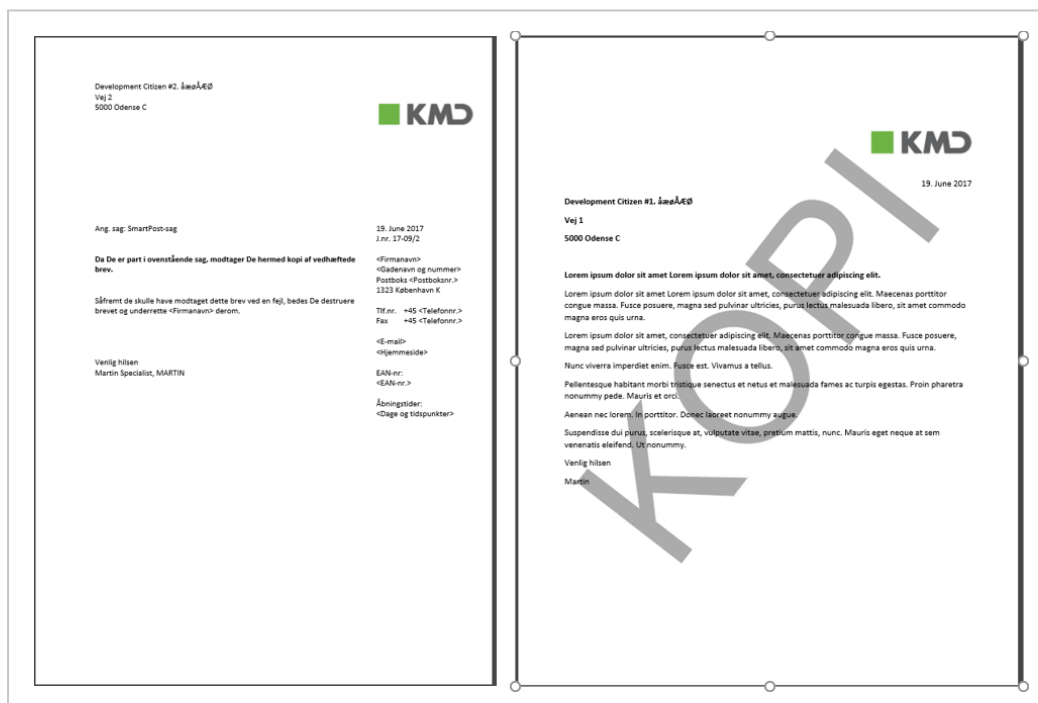 Development Citizen #2. åæøÅÆØ
Vej 2
5000 Odense C
KMD
Ang. sag: SmartPost-sag
Da De er part i ovenstående sag, modtager De hermed kopi af vedhæftede
brev.
Såfremt de skulle have modtaget dette brev ved en fejl, bedes De destruere
brevet og underrette <Firmanavn> derom.
Venlig hilsen
Martin Specialist, MARTIN
19. June 2017
J.nr. 17-09/2
<Firmanavn>
<Gadenavn og nummer>
Postboks <Postboksnr.>
1323 København K
Tlf.nr. +45 <Telefonnr.>
Fax +45 <Telefonnr.>
<E-mail>
<Hjemmeside>
EAN-nr:
<EAN-nr.>
Åbningstider:
<Dage og tidspunkter>
KMD
19. June 2017
Development Citizen #1. åæøÅÆØ
Vej 1
5000 Odense C
Lorem ipsum dolor sit amet Lorem ipsum dolor sit amet, consectetuer adipiscing elit.
Lorem ipsum dolor sit amet Lorem ipsum dolor sit amet, consectetuer adipiscing elit. Maecenas porttitor
congue massa. Fusce posuere, magna sed pulvinar ultricies, purus lectus malesuada libero, sit amet commodo
magna eros quis urna.
Lorem ipsum dolor sit amet, consectetuer adipiscing elit. Maecenas porttitor congue massa. Fusce posuere,
magna sed pulvinar ultricies, purus lectus malesuada libero, sit amet commodo magna eros quis urna.
Nunc viverra imperdiet enim. Fusce est. Vivamus a tellus.
Pellentesque habitant morbi tristique senectus et netus et malesuada fames ac turpis egestas. Proin pharetra
nonummy pede. Mauris et orci.
Aenean nec lorem. In porttitor. Donec laoreet nonummy augue.
Suspendisse dui purus, scelerisque at, vulputate vitae, pretium mattis, nunc. Mauris eget neque at sem
venenatis eleifend. Ut nonummy.
Venlig hilsen
Martin
KOPI